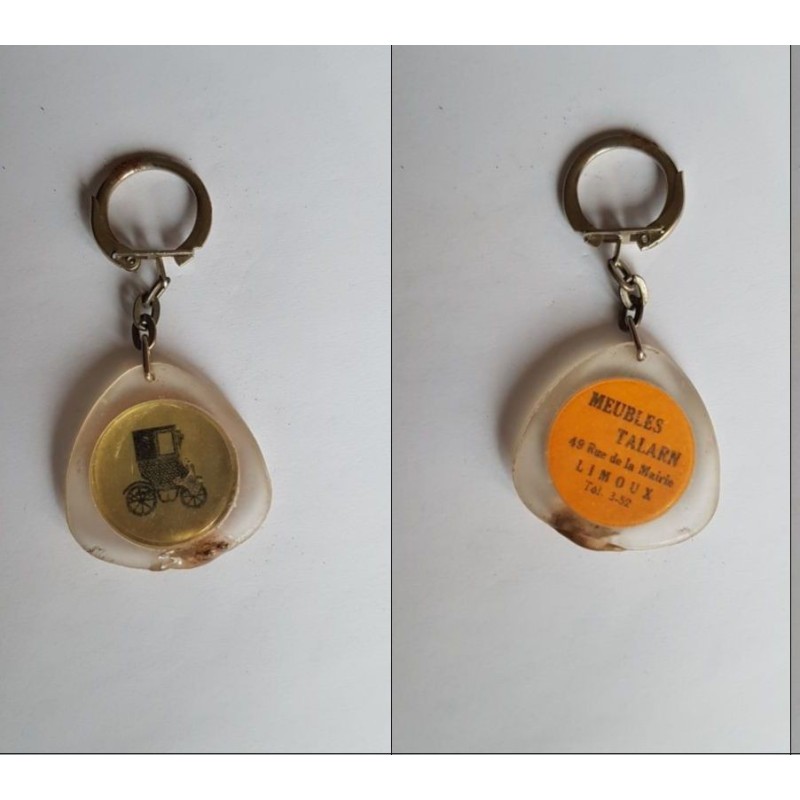 MEUBLES
TALARN
49 Rue de la Mairie
LIMOUX
Tél. 3-52